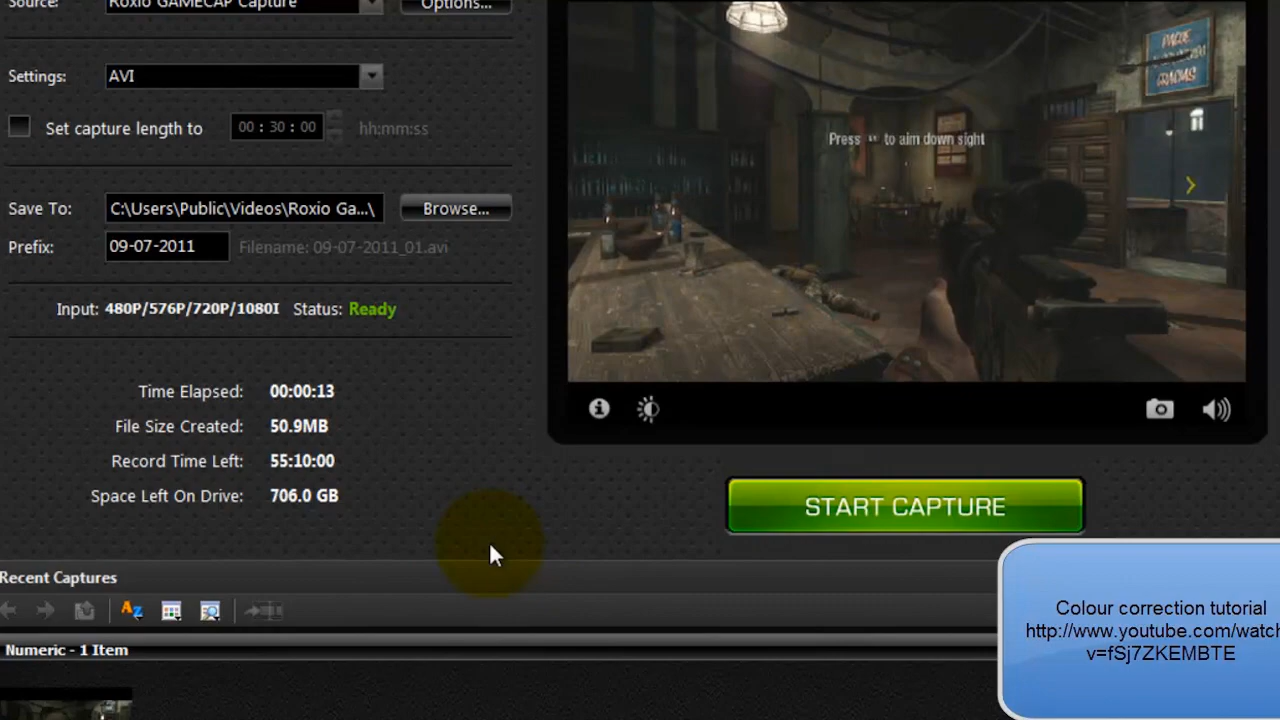 Source: Roxio GAMECAP Capture Options...
Settings: AVI
Set capture length to 00 : 30 : 00 hh:mm:ss
Save To: C:\Users\Public\Videos\Roxio Ga...\ Browse...
Prefix: 09-07-2011 Filename: 09-07-2011_01.avi
Input: 480P/576P/720P/1080I Status: Ready
Time Elapsed: 00:00:13
File Size Created: 50.9MB
Record Time Left: 55:10:00
Space Left On Drive: 706.0 GB
Press to aim down sight
START CAPTURE
Recent Captures
AZ
Numeric - 1 Item
Colour correction tutorial
http://www.youtube.com/watch
v=fSj7ZKEMBTE